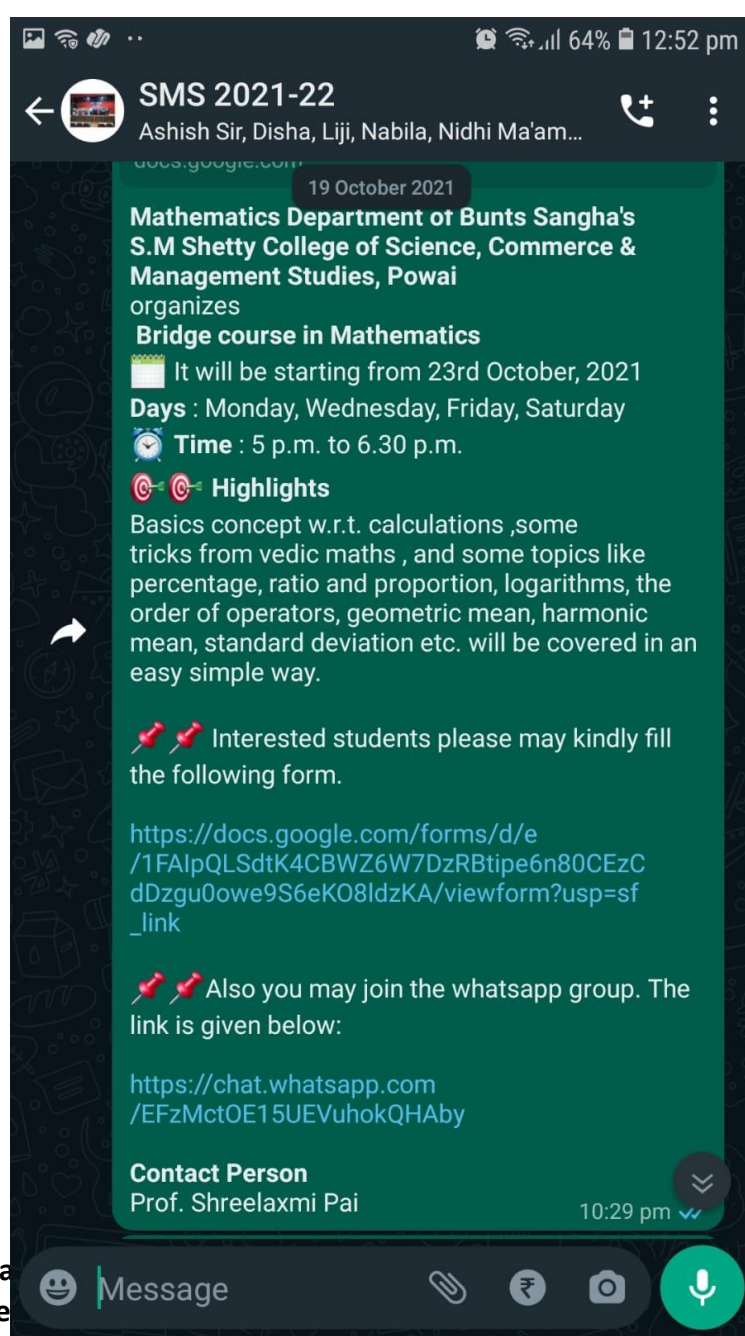 64% 12:52 pm
SMS 2021-22
Ashish Sir, Disha, Liji, Nabila, Nidhi Ma'am...
docs.google.com
19 October 2021
Mathematics Department of Bunts Sangha's
S.M Shetty College of Science, Commerce &
Management Studies, Powai
organizes
Bridge course in Mathematics
It will be starting from 23rd October, 2021
Days : Monday, Wednesday, Friday, Saturday
Time : 5 p.m. to 6.30 p.m.
Highlights
Basics concept w.r.t. calculations ,some
tricks from vedic maths , and some topics like
percentage, ratio and proportion, logarithms, the
order of operators, geometric mean, harmonic
mean, standard deviation etc. will be covered in an
easy simple way.
Interested students please may kindly fill
the following form.
https://docs.google.com/forms/d/e
/1FAIpQLSdtK4CBWZ6W7DzRBtipe6n80CEzC
dDzgu0owe9S6eKO8ldzKA/viewform?usp=sf
_link
Also you may join the whatsapp group. The
link is given below:
https://chat.whatsapp.com
/EFzMctOE15UEVuhokQHAby
Contact Person
Prof. Shreelaxmi Pai
10:29 pm
Message